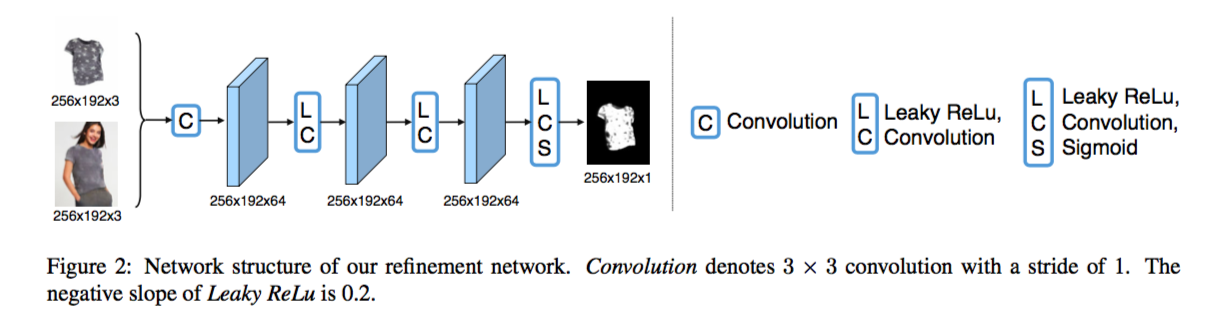 256x192x3
256x192x3
C
256x192x64
L
C
256x192x64
L
C
256x192x64
L
C
S
256x192x1
C Convolution
L Leaky ReLu,
C Convolution
L Leaky ReLu,
C Convolution,
S Sigmoid
Figure 2: Network structure of our refinement network. Convolution denotes 3 × 3 convolution with a stride of 1. The
negative slope of Leaky ReLu is 0.2.